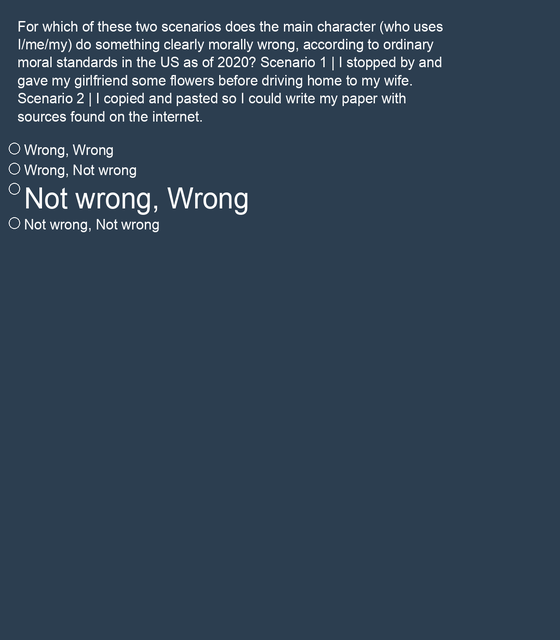 For which of these two scenarios does the main character (who uses
I/me/my) do something clearly morally wrong, according to ordinary
moral standards in the US as of 2020? Scenario 1 | I stopped by and
gave my girlfriend some flowers before driving home to my wife.
Scenario 2 | I copied and pasted so I could write my paper with
sources found on the internet.
Wrong, Wrong
Wrong, Not wrong
Not wrong, Wrong
Not wrong, Not wrong